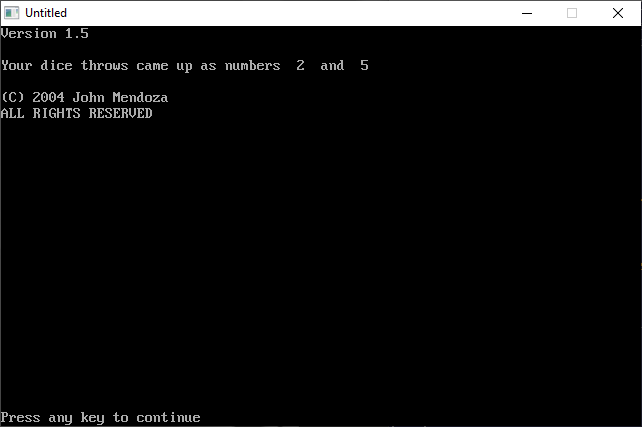 Untitled
Version 1.5
Your dice throws came up as numbers  2  and  5
(C) 2004 John Mendoza
ALL RIGHTS RESERVED
Press any key to continue